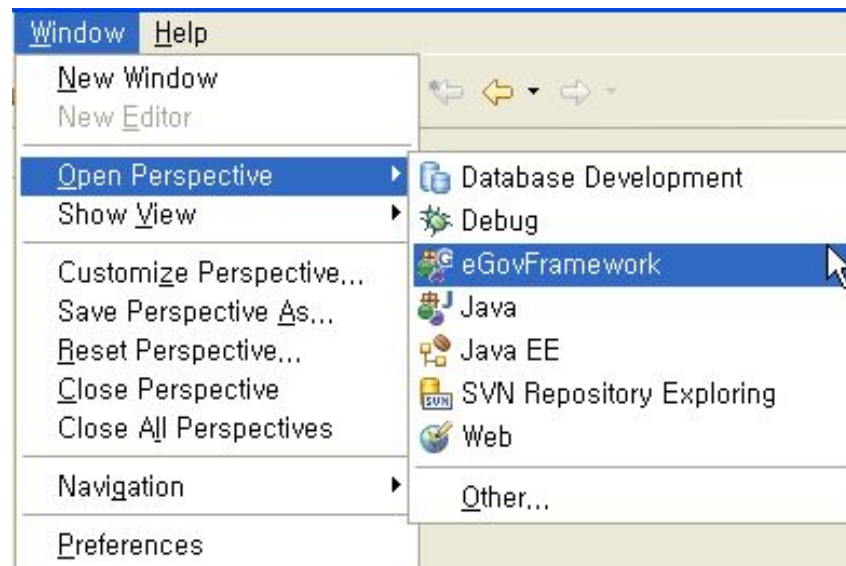 Window Help
New Window
New Editor
Open Perspective
Show View
Customize Perspective...
Save Perspective As...
Reset Perspective...
Close Perspective
Close All Perspectives
Navigation
Preferences
Database Development
Debug
eGovFramework
Java
Java EE
SVN Repository Exploring
Web
Other...